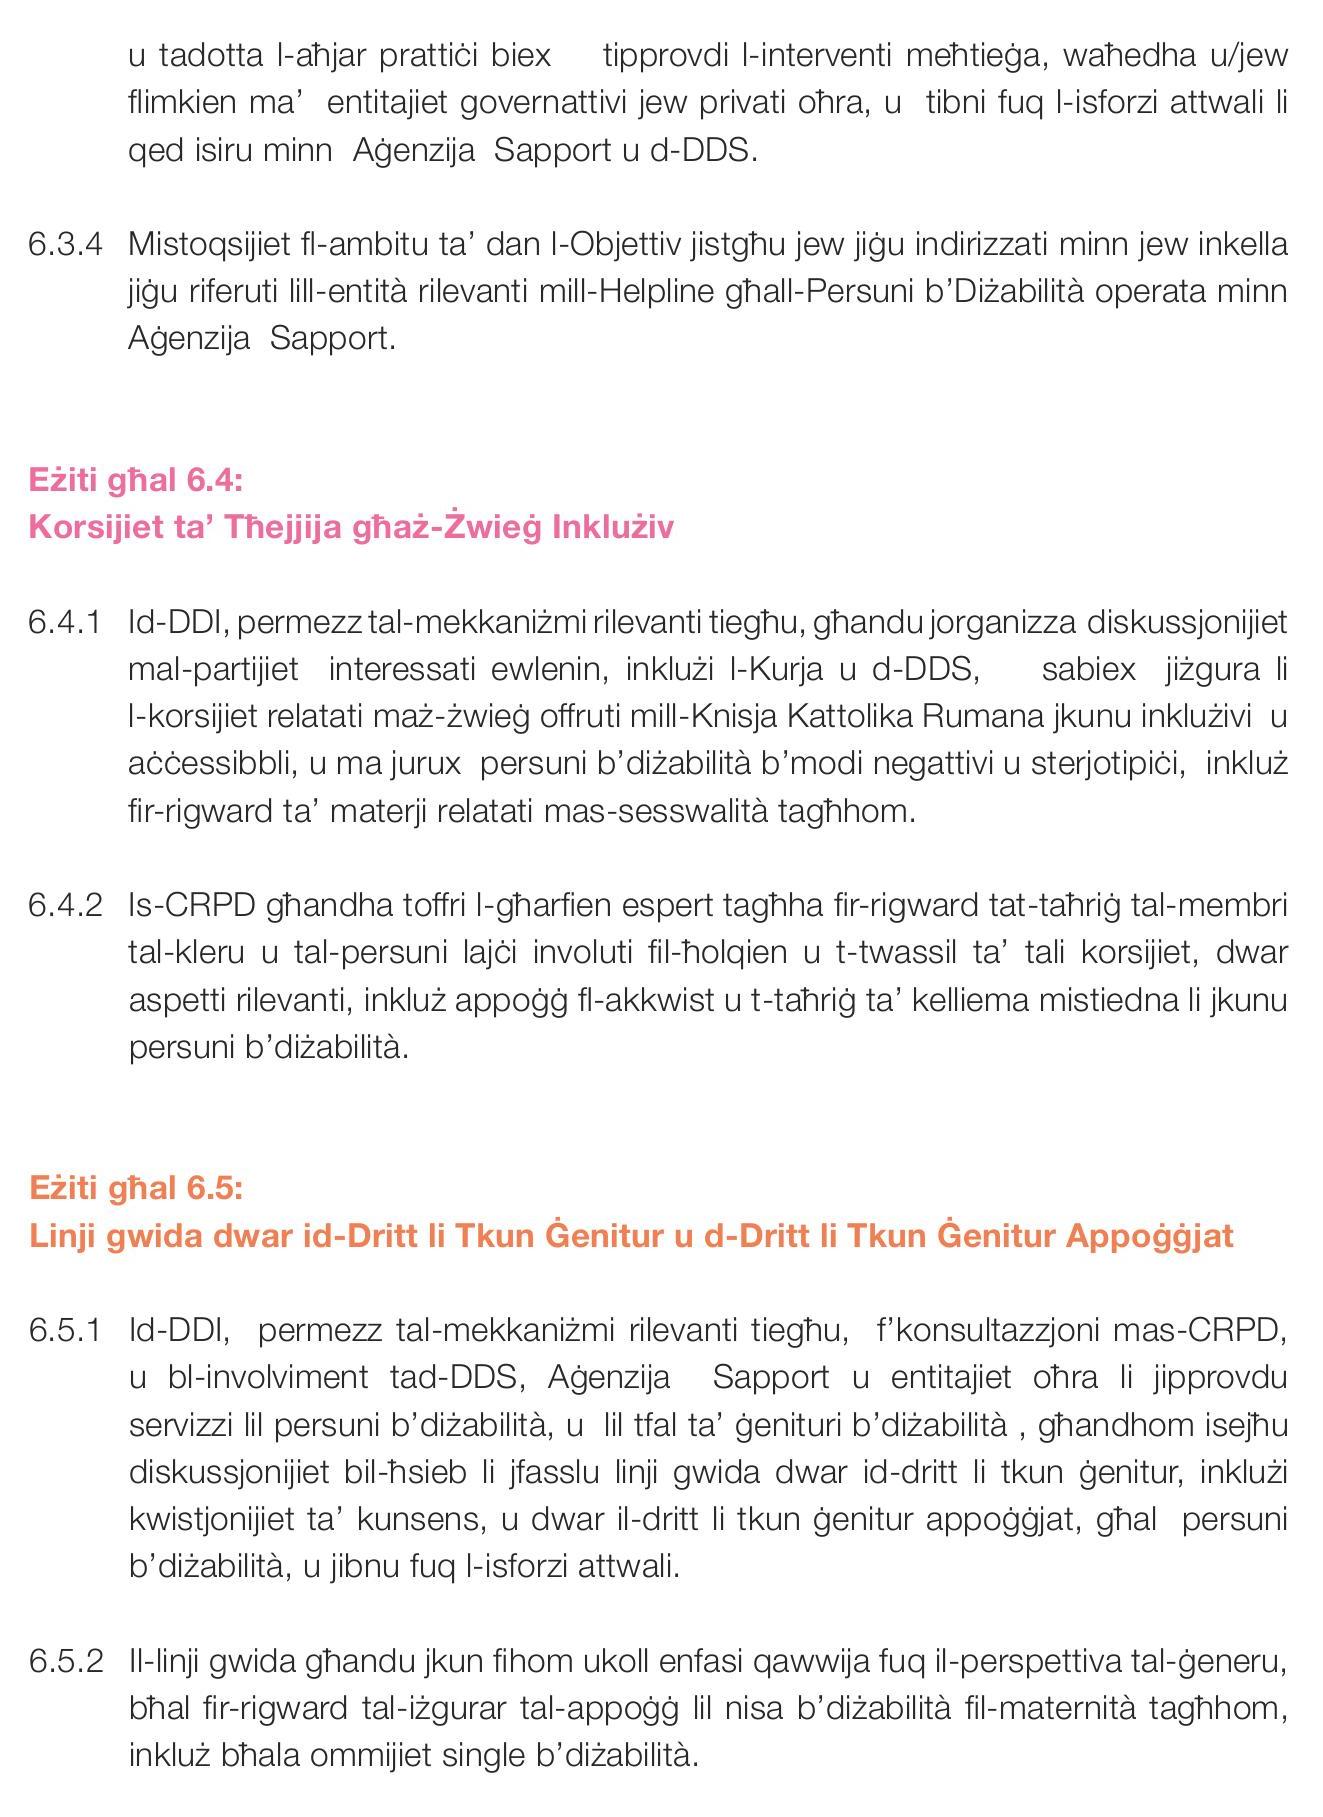 u tadotta l-aħjar prattiċi biex tipprovdi l-interventi meħtieġa, waħedha u/jew
flimkien ma’ entitajiet governattivi jew privati oħra, u tibni fuq l-isforzi attwali li
qed isiru minn Aġenzija Sapport u d-DDS.
6.3.4 Mistoqsijiet fl-ambitu ta’ dan l-Objettiv jistgħu jew jiġu indirizzati minn jew inkella
jiġu riferuti lill-entità rilevanti mill-Helpline għall-Persuni b’Diżabilità operata minn
Aġenzija Sapport.
Eżiti għal 6.4:
Korsijiet ta’ Tħejjija għaż-Żwieġ Inklużiv
6.4.1 Id-DDI, permezz tal-mekkaniżmi rilevanti tiegħu, għandu jorganizza diskussjonijiet
mal-partijiet interessati ewlenin, inklużi l-Kurja u d-DDS, sabiex jiżgura li
l-korsijiet relatati maż-żwieġ offruti mill-Knisja Kattolika Rumana jkunu inklużivi u
aċċessibbli, u ma jurux persuni b’diżabilità b’modi negattivi u sterjotipiċi, inkluż
fir-rigward ta’ materji relatati mas-sesswalità tagħhom.
6.4.2 Is-CRPD għandha toffri l-għarfien espert tagħha fir-rigward tat-taħriġ tal-membri
tal-kleru u tal-persuni lajċi involuti fil-ħolqien u t-twassil ta’ tali korsijiet, dwar
aspetti rilevanti, inkluż appoġġ fl-akkwist u t-taħriġ ta’ kelliema mistiedna li jkunu
persuni b’diżabilità.
Eżiti għal 6.5:
Linji gwida dwar id-Dritt li Tkun Ġenitur u d-Dritt li Tkun Ġenitur Appoġġjat
6.5.1 Id-DDI, permezz tal-mekkaniżmi rilevanti tiegħu, f’konsultazzjoni mas-CRPD,
u bl-involviment tad-DDS, Aġenzija Sapport u entitajiet oħra li jipprovdu
servizzi lil persuni b’diżabilità, u lil tfal ta’ ġenituri b’diżabilità , għandhom isejħu
diskussjonijiet bil-ħsieb li jfasslu linji gwida dwar id-dritt li tkun ġenitur, inklużi
kwistjonijiet ta’ kunsens, u dwar il-dritt li tkun ġenitur appoġġjat, għal persuni
b’diżabilità, u jibnu fuq l-isforzi attwali.
6.5.2 Il-linji gwida għandu jkun fihom ukoll enfasi qawwija fuq il-perspettiva tal-ġeneru,
bħal fir-rigward tal-iżgurar tal-appoġġ lil nisa b’diżabilità fil-maternità tagħhom,
inkluż bħala ommijiet single b’diżabilità.